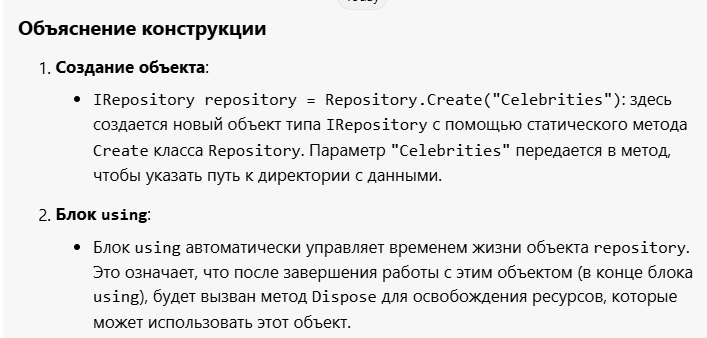 Today
Объяснение конструкции
1. Создание объекта:
• IRepository repository = Repository.Create("Celebrities"): здесь
создается новый объект типа IRepository с помощью статического метода
Create класса Repository. Параметр "Celebrities" передается в метод,
чтобы указать путь к директории с данными.
2. Блок using:
• Блок using автоматически управляет временем жизни объекта repository.
Это означает, что после завершения работы с этим объектом (в конце блока
using), будет вызван метод Dispose для освобождения ресурсов, которые
может использовать этот объект.